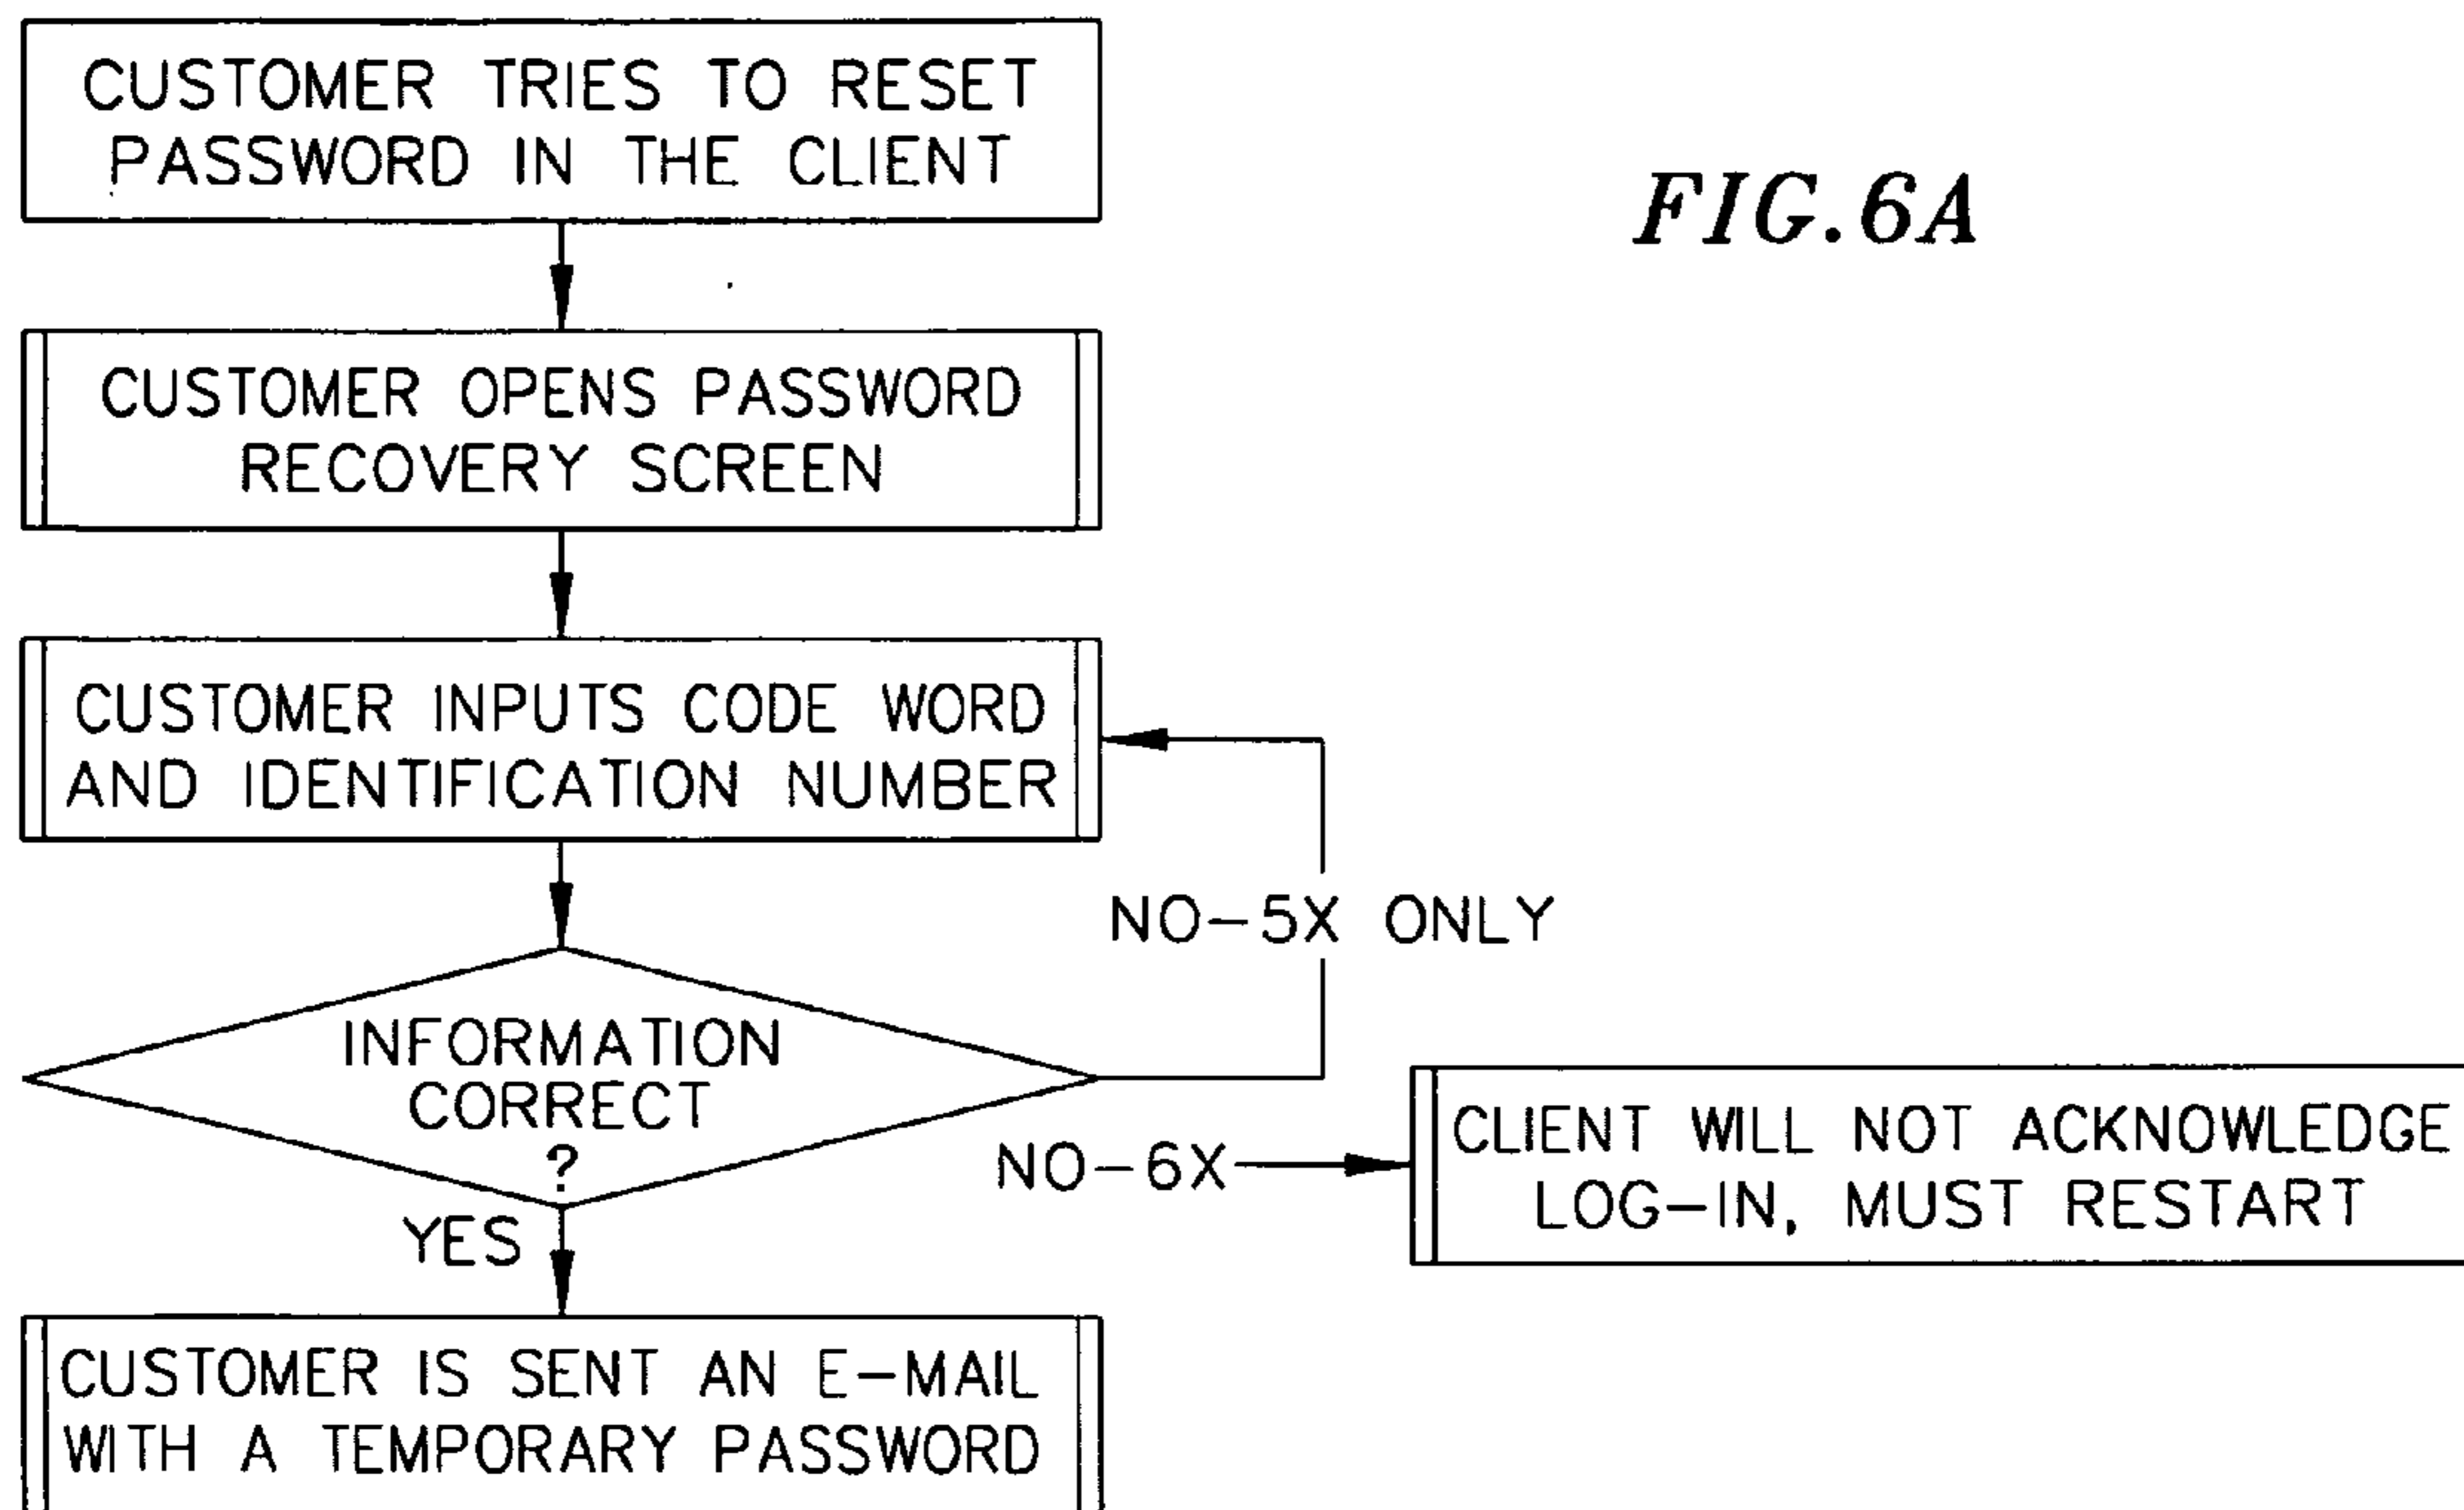 CUSTOMER TRIES TO RESET
PASSWORD IN THE CLIENT
FIG.6A
CUSTOMER OPENS PASSWORD
RECOVERY SCREEN
CUSTOMER INPUTS CODE WORD
AND IDENTIFICATION NUMBER
NO-5X ONLY
INFORMATION
CORRECT
?
NO-6X
CLIENT WILL NOT ACKNOWLEDGE
LOG-IN, MUST RESTART
YES
CUSTOMER IS SENT AN E-MAIL
WITH A TEMPORARY PASSWORD